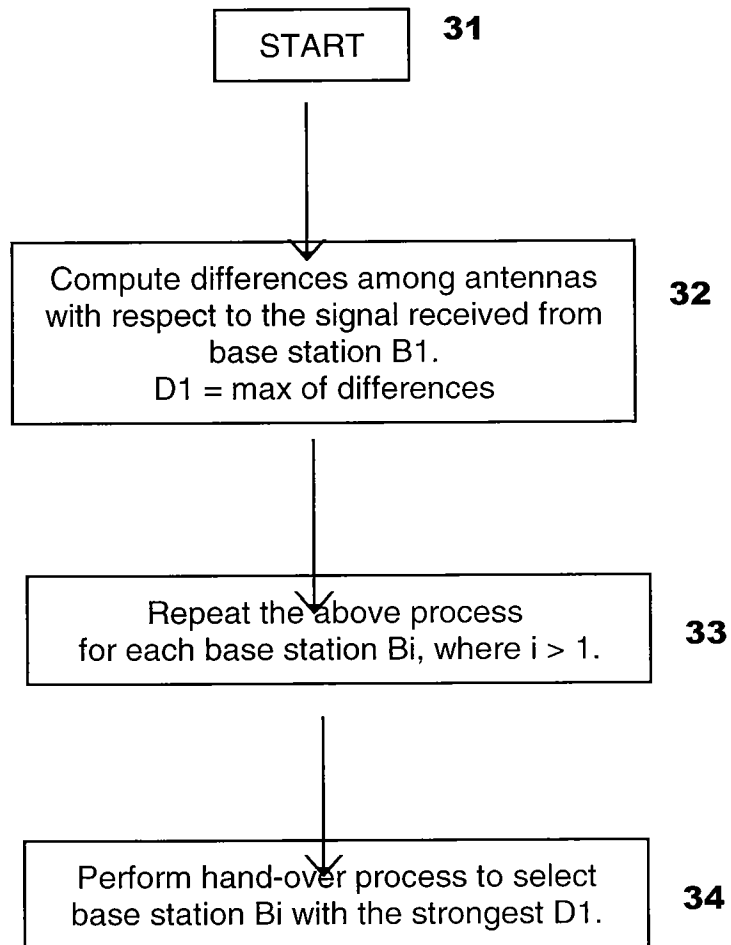 START 31
Compute differences among antennas
with respect to the signal received from
base station B1.
D1 = max of differences
32
Repeat the above process
for each base station Bi, where i > 1.
33
Perform hand-over process to select
base station Bi with the strongest D1.
34